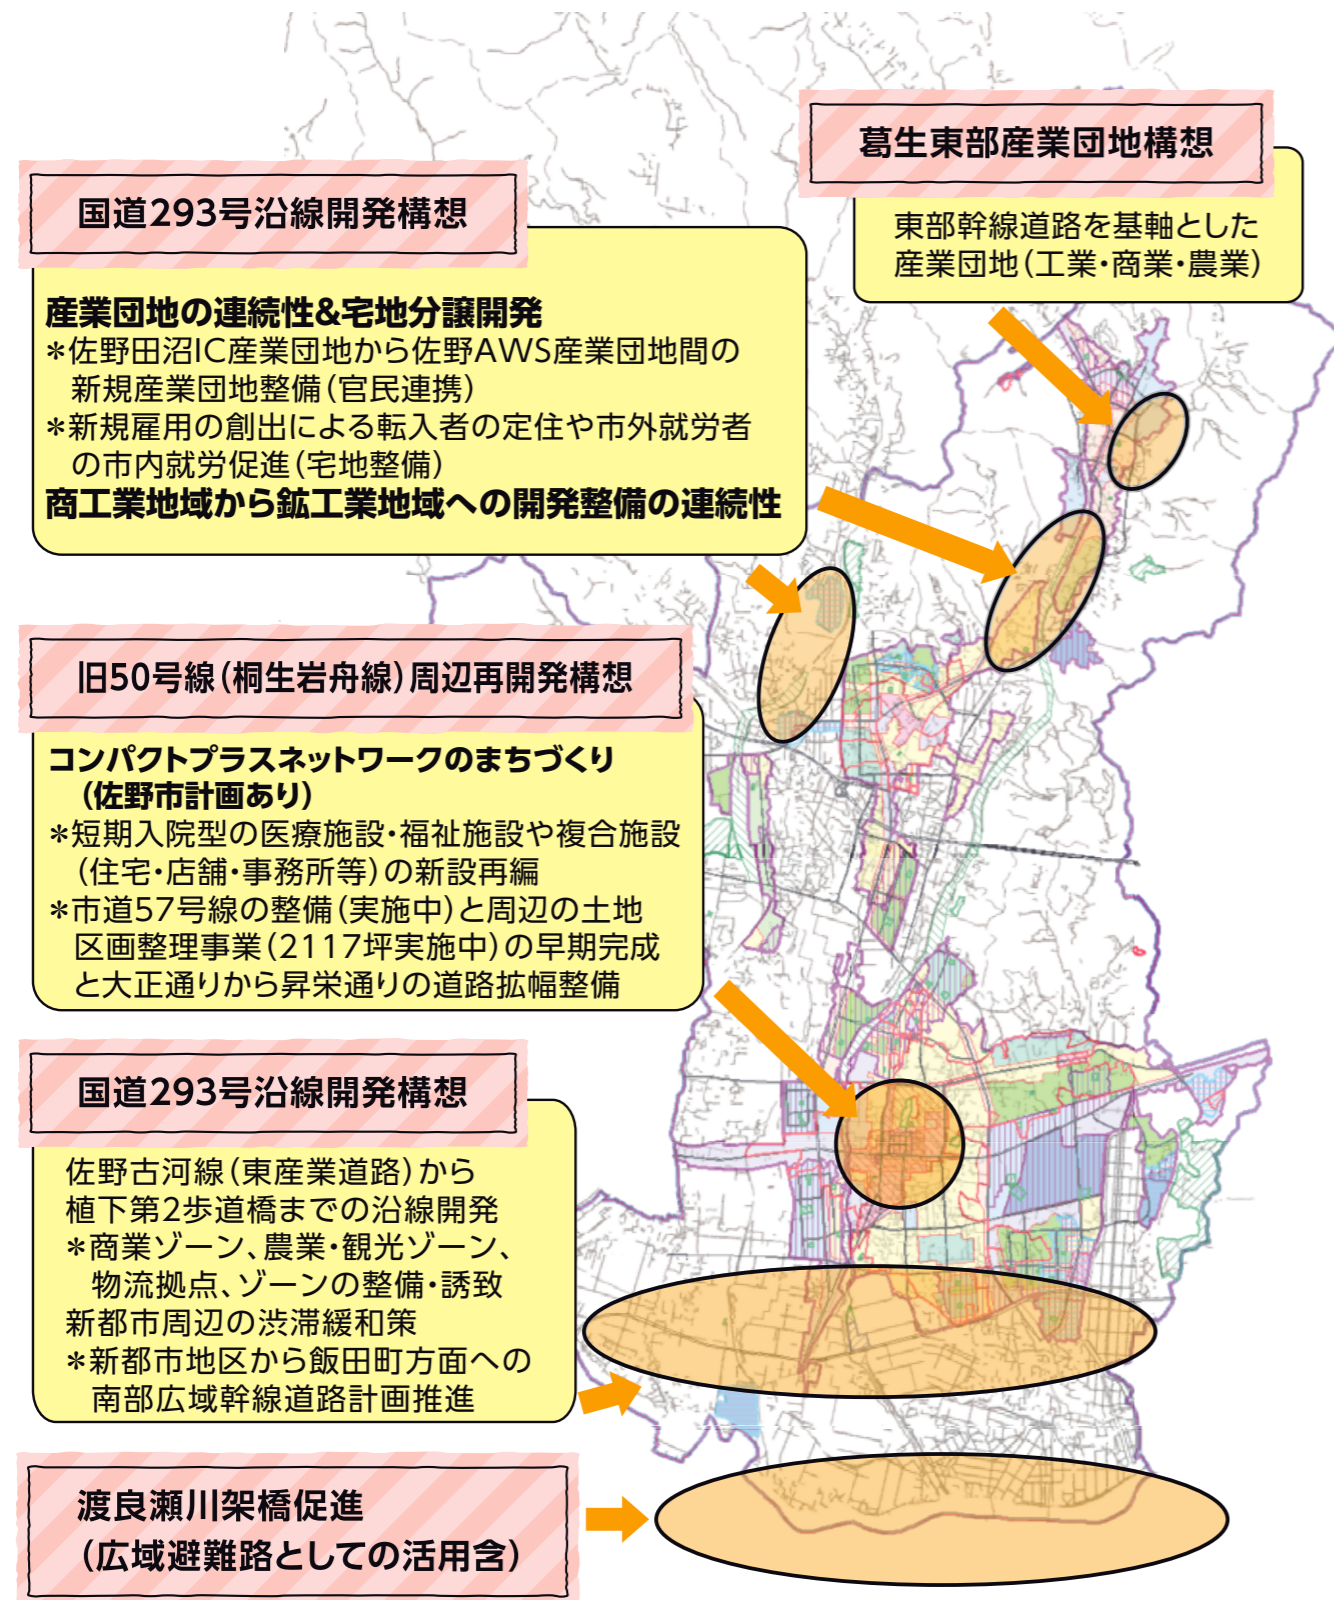 葛生東部産業団地構想
東部幹線道路を基軸とした
産業団地(工業・商業・農業)
国道293号沿線開発構想
産業団地の連続性&宅地分譲開発
*佐野田沼IC産業団地から佐野AWS産業団地間の
新規産業団地整備(官民連携)
*新規雇用の創出による転入者の定住や市外就労者
の市内就労促進(宅地整備)
商工業地域から鉱工業地域への開発整備の連続性
旧50号線(桐生岩舟線)周辺再開発構想
コンパクトプラスネットワークのまちづくり
(佐野市計画あり)
*短期入院型の医療施設・福祉施設や複合施設
(住宅・店舗・事務所等)の新設再編
*市道57号線の整備(実施中)と周辺の土地
区画整理事業(2117坪実施中)の早期完成
と大正通りから昇栄通りの道路拡幅整備
国道293号沿線開発構想
佐野古河線(東産業道路)から
植下第2歩道橋までの沿線開発
*商業ゾーン、農業・観光ゾーン、
物流拠点、ゾーンの整備・誘致
新都市周辺の渋滞緩和策
*新都市地区から飯田町方面への
南部広域幹線道路計画推進
渡良瀬川架橋促進
(広域避難路としての活用含)